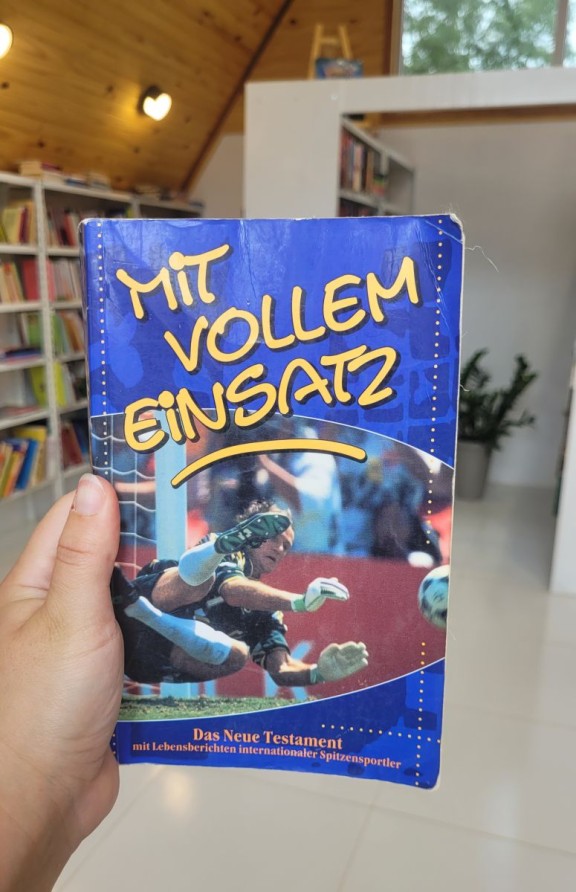 MiT
VOLLEM
EiNSATZ
Das Neue Testament
mit Lebensberichten internationaler Spitzensportler